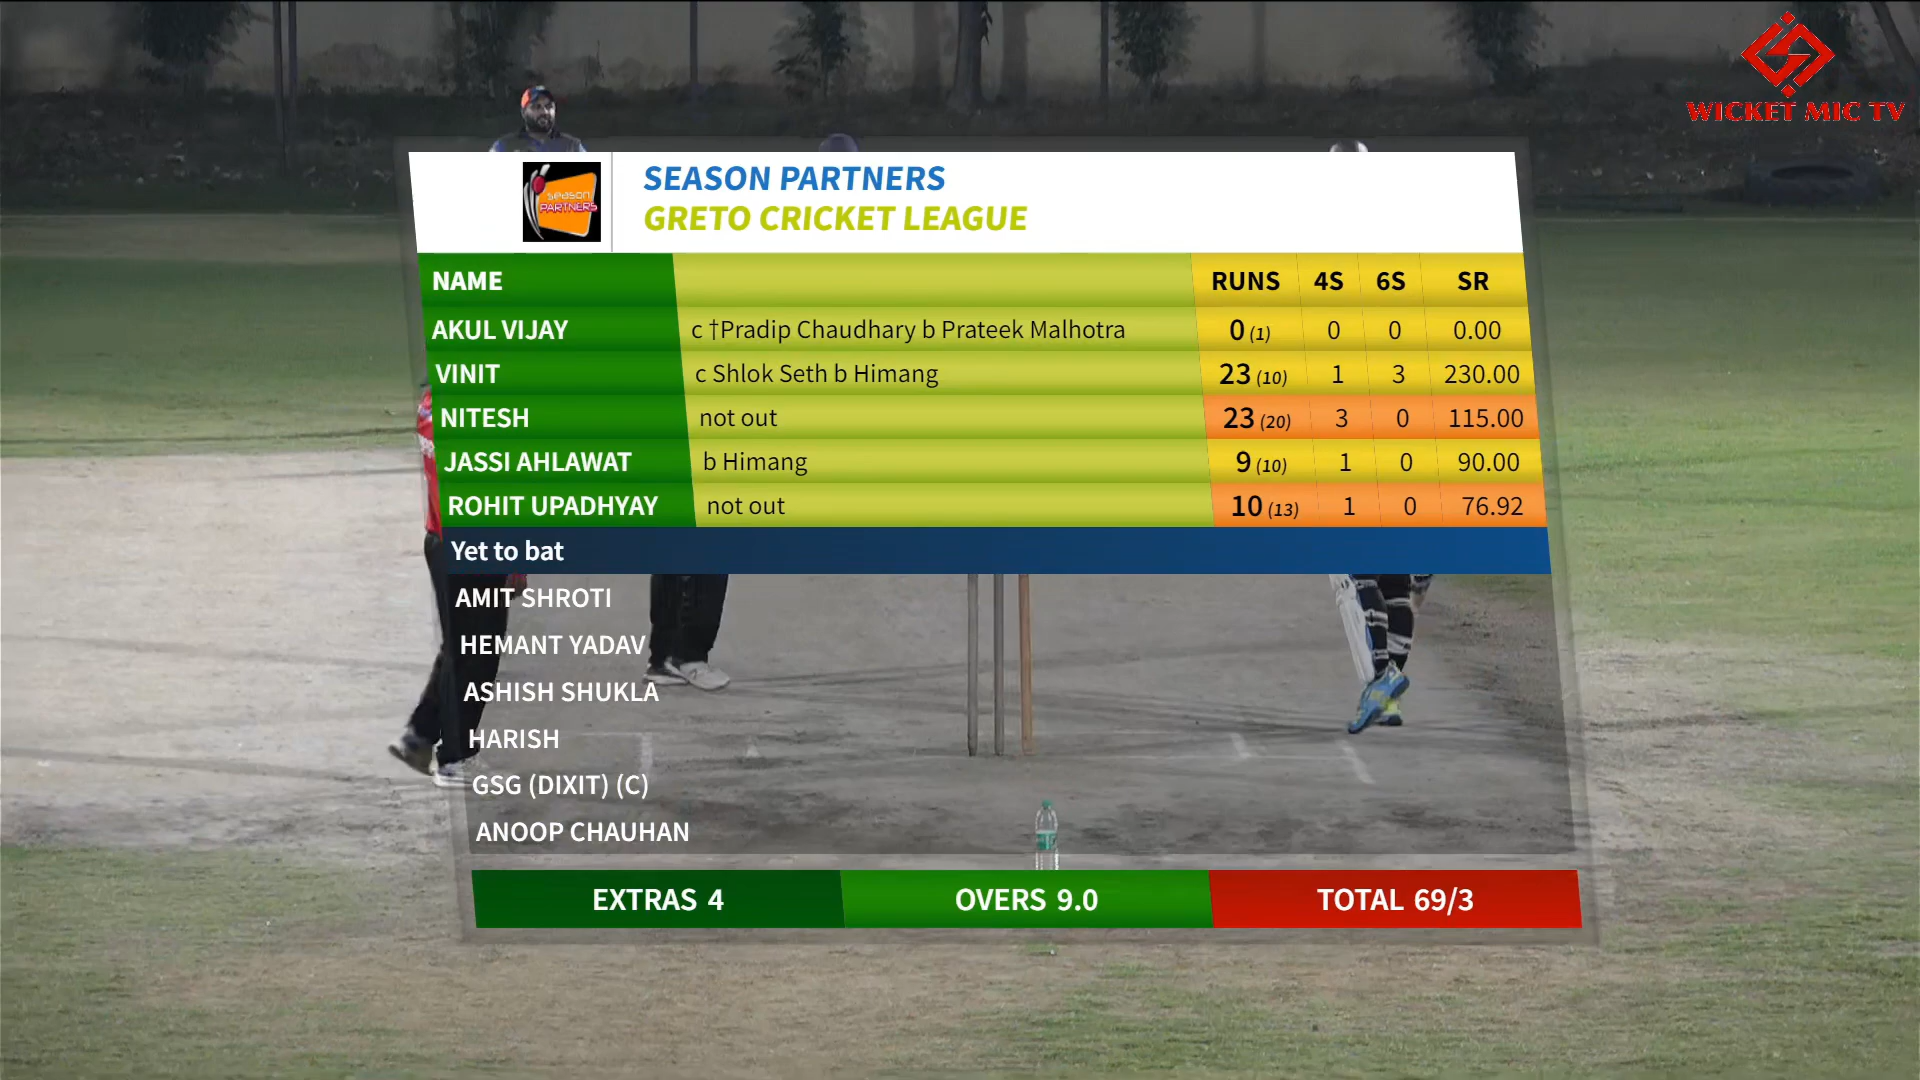 WICKET MIC TV
season
PARTNERS
SEASON PARTNERS
GRETO CRICKET LEAGUE
NAME RUNS 4S 6S SR
AKUL VIJAY c †Pradip Chaudhary b Prateek Malhotra 0 (1) 0 0 0.00
VINIT c Shlok Seth b Himang 23 (10) 1 3 230.00
NITESH not out 23 (20) 3 0 115.00
JASSI AHLAWAT b Himang 9 (10) 1 0 90.00
ROHIT UPADHYAY not out 10 (13) 1 0 76.92
Yet to bat
AMIT SHROTI
HEMANT YADAV
ASHISH SHUKLA
HARISH
GSG (DIXIT) (C)
ANOOP CHAUHAN
EXTRAS 4 OVERS 9.0 TOTAL 69/3